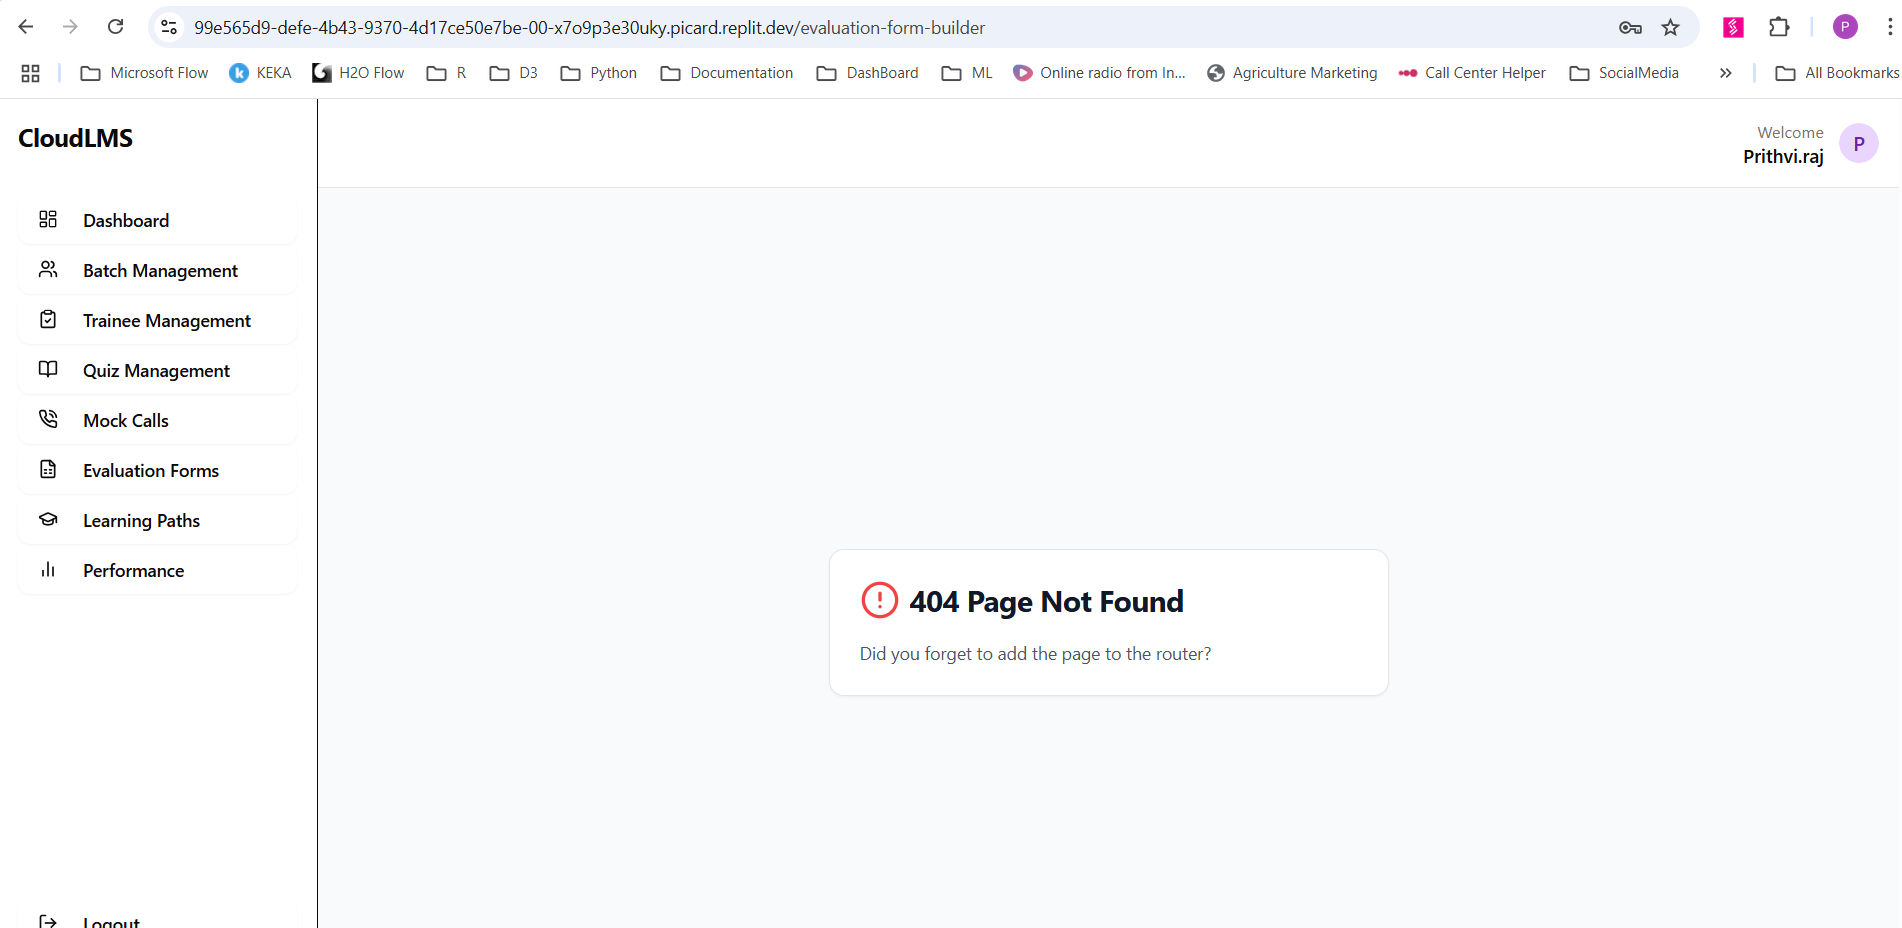 99e565d9-defe-4b43-9370-4d17ce50e7be-00-x7o9p3e30uky.picard.replit.dev/evaluation-form-builder
P
Microsoft Flow KEKA H2O Flow R D3 Python Documentation DashBoard ML Online radio from In... Agriculture Marketing Call Center Helper SocialMedia » All Bookmarks
CloudLMS
Welcome
Prithvi.raj
P
Dashboard
Batch Management
Trainee Management
Quiz Management
Mock Calls
Evaluation Forms
Learning Paths
Performance
404 Page Not Found
Did you forget to add the page to the router?
Logout